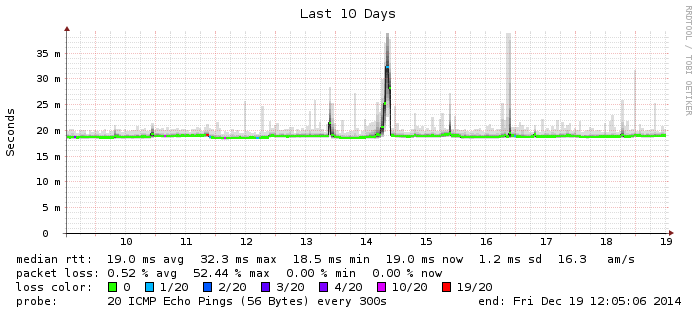 Last 10 Days
RRDTOOL / TOBI OETIKER
Seconds
35 m
30 m
25 m
20 m
15 m
10 m
5 m
0
10 11 12 13 14 15 16 17 18 19
median rtt: 19.0 ms avg 32.3 ms max 18.5 ms min 19.0 ms now 1.2 ms sd 16.3 am/s
packet loss: 0.52 % avg 52.44 % max 0.00 % min 0.00 % now
loss color: 0 1/20 2/20 3/20 4/20 10/20 19/20
probe: 20 ICMP Echo Pings (56 Bytes) every 300s end: Fri Dec 19 12:05:06 2014